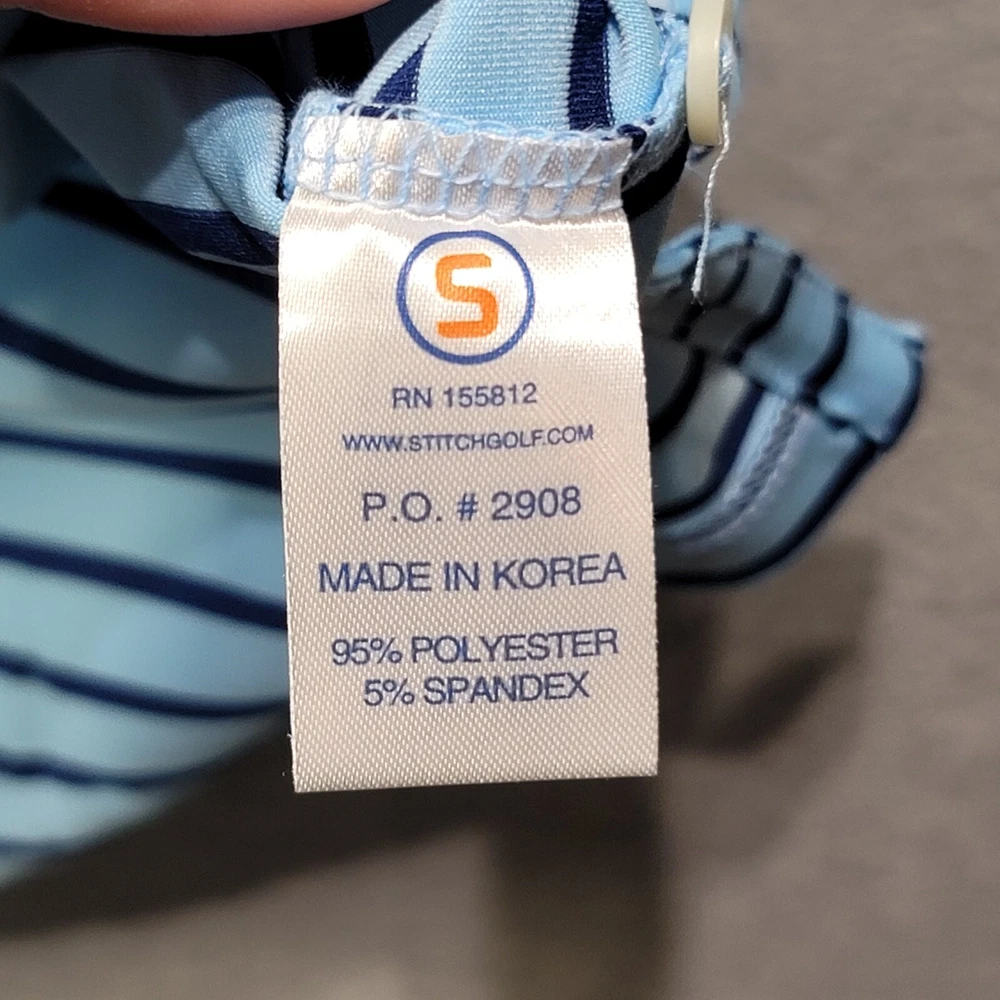 S
RN 155812
WWW.STITCHGOLF.COM
P.O. # 2908
MADE IN KOREA
95% POLYESTER
5% SPANDEX